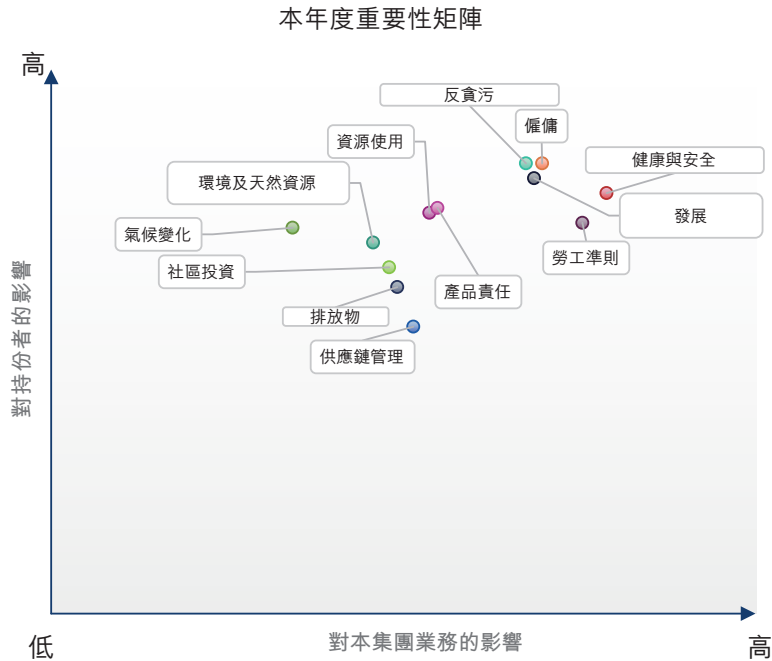 本年度重要性矩陣
高
反貪污
僱傭
資源使用
健康與安全
環境及天然資源
發展
氣候變化
勞工準則
社區投資
產品責任
排放物
供應鏈管理
對持份者的影響
低
對本集團業務的影響
高